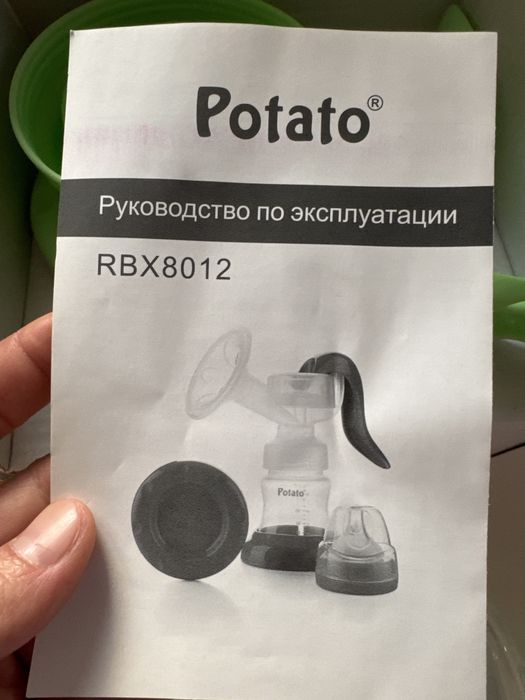 Potato®
Руководство по эксплуатации
RBX8012
Potato